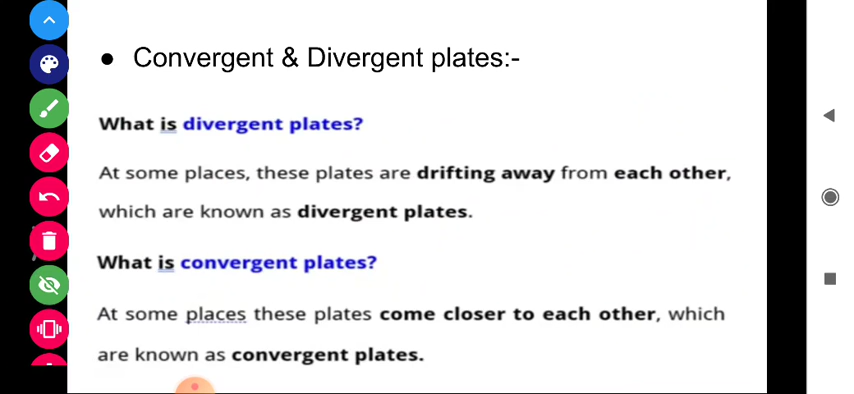 ● Convergent & Divergent plates:-
What is divergent plates?
At some places, these plates are drifting away from each other,
which are known as divergent plates.
What is convergent plates?
At some places these plates come closer to each other, which
are known as convergent plates.